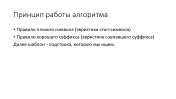 Принцип работы алгоритма
• Правило плохого символа (эвристика стоп-символа)
• Правило хорошего суффикса (эвристика совпавшего суффикса)
Далее шаблон - подстрока, которую мы ищем.